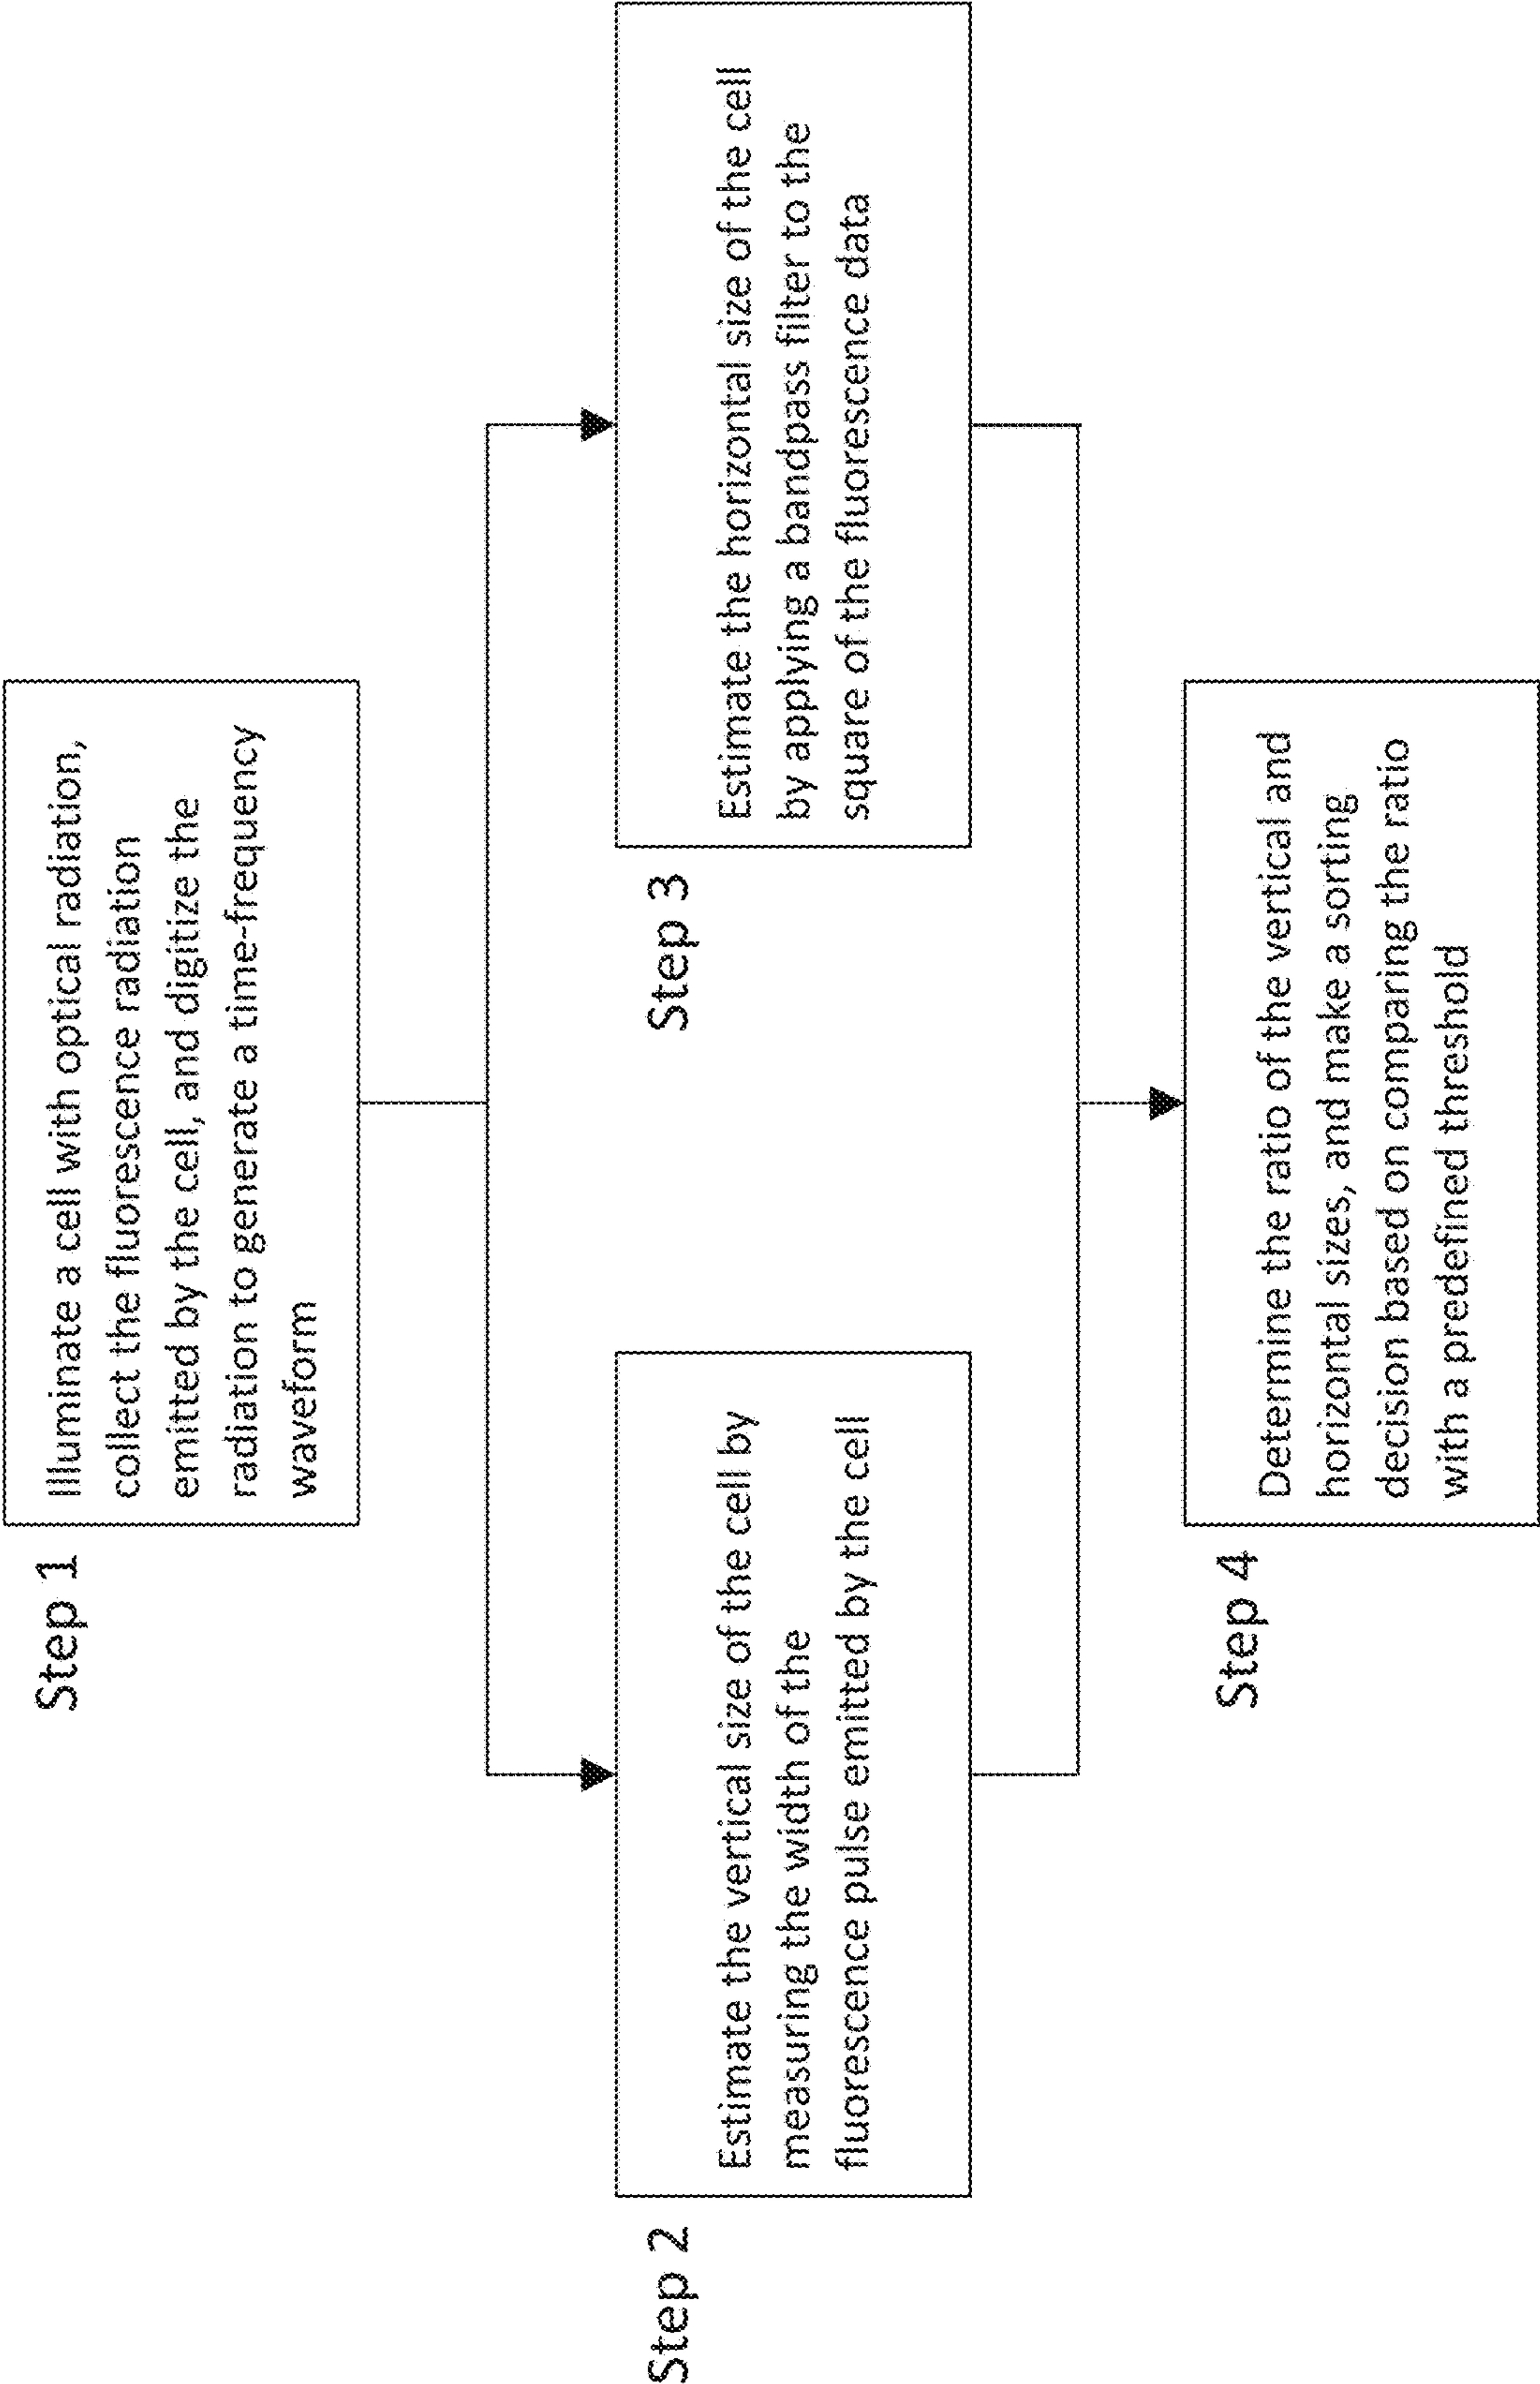 Step 1
Illuminate a cell with optical radiation,
collect the fluorescence radiation
emitted by the cell, and digitize the
radiation to generate a time-frequency
waveform
Step 2
Estimate the vertical size of the cell by
measuring the width of the
fluorescence pulse emitted by the cell
Step 3
Estimate the horizontal size of the cell
by applying a bandpass filter to the
square of the fluorescence data
Step 4
Determine the ratio of the vertical and
horizontal sizes, and make a sorting
decision based on comparing the ratio
with a predefined threshold